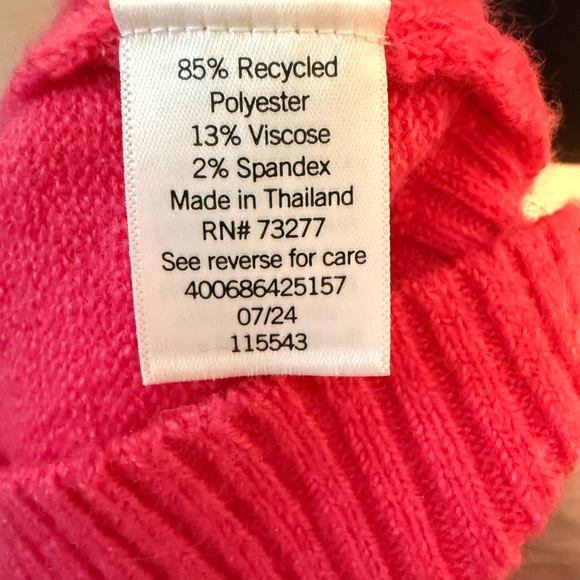 85% Recycled
Polyester
13% Viscose
2% Spandex
Made in Thailand
RN# 73277
See reverse for care
400686425157
07/24
115543